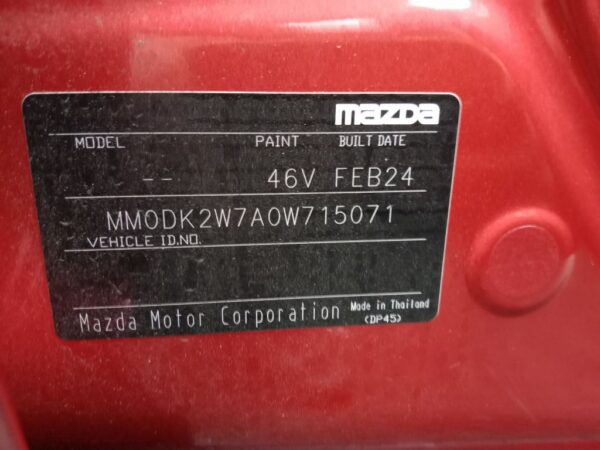 mazda
MODEL PAINT BUILT DATE
-- 46V FEB24
MM0DK2W7A0W715071
VEHICLE ID.NO.
Mazda Motor Corporation Made in Thailand
(DP45)